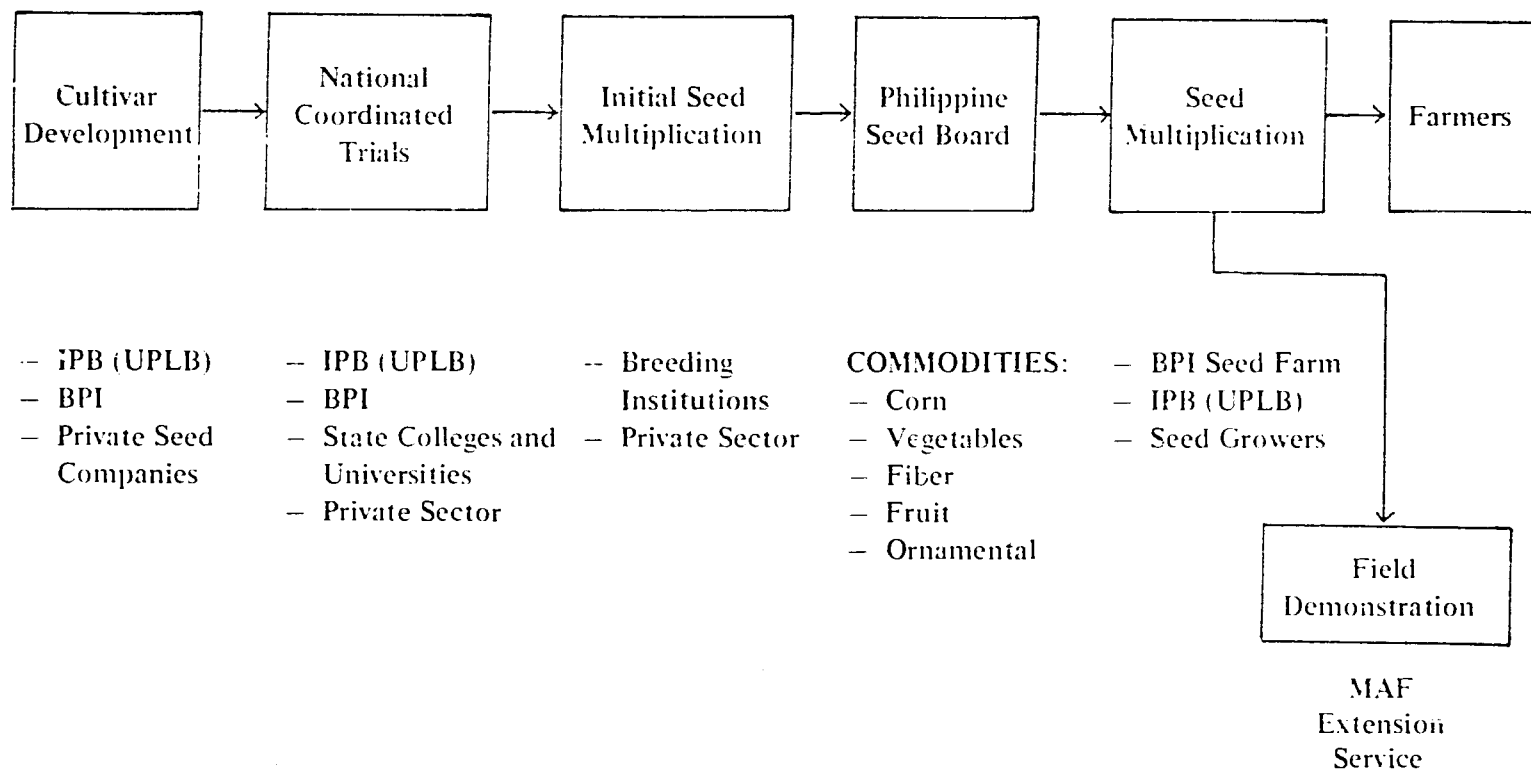 Cultivar
Development
National
Coordinated
Trials
Initial Seed
Multiplication
Philippine
Seed Board
Seed
Multiplication
Farmers
– IPB (UPLB)
– BPI
– Private Seed
Companies
– IPB (UPLB)
– BPI
– State Colleges and
Universities
– Private Sector
-- Breeding
Institutions
– Private Sector
COMMODITIES:
– Corn
– Vegetables
– Fiber
– Fruit
– Ornamental
– BPI Seed Farm
– IPB (UPLB)
– Seed Growers
Field
Demonstration
MAF
Extension
Service